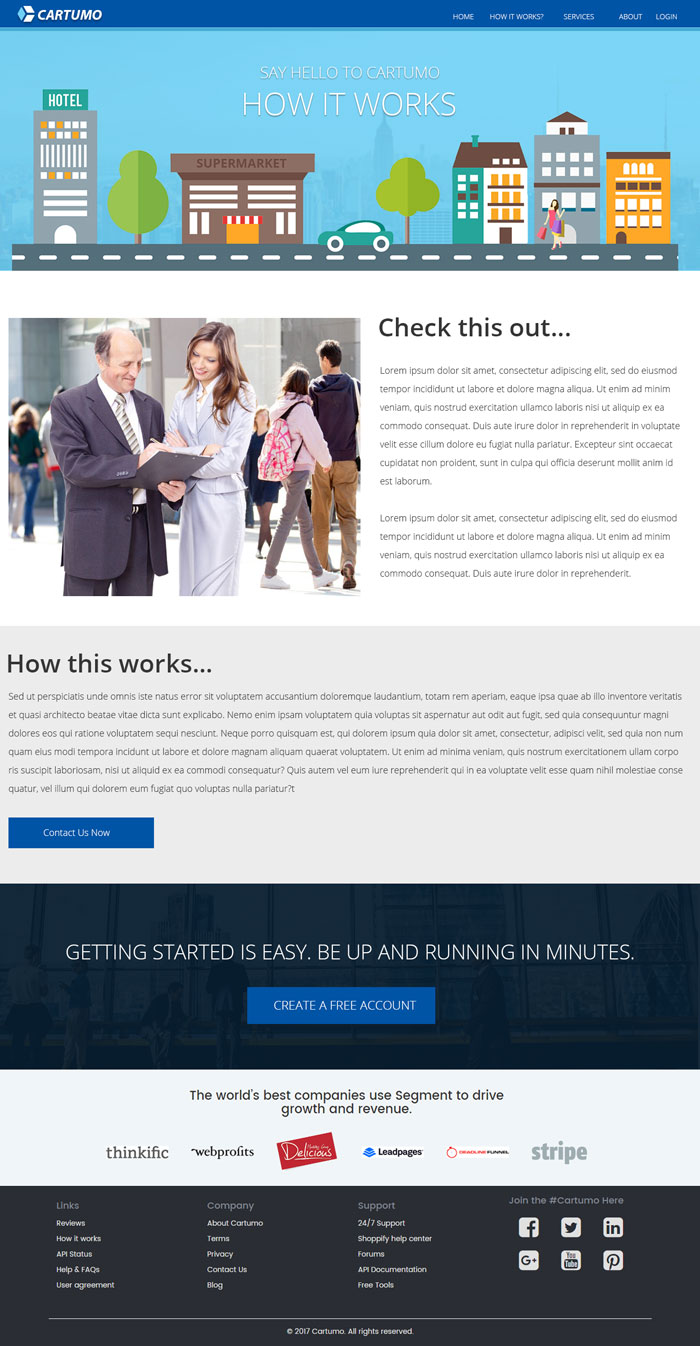 CARTUMO
HOME HOW IT WORKS? SERVICES ABOUT LOGIN
SAY HELLO TO CARTUMO
HOW IT WORKS
HOTEL
SUPERMARKET
Check this out...
Lorem ipsum dolor sit amet, consectetur adipiscing elit, sed do eiusmod
tempor incididunt ut labore et dolore magna aliqua. Ut enim ad minim
veniam, quis nostrud exercitation ullamco laboris nisi ut aliquip ex ea
commodo consequat. Duis aute irure dolor in reprehenderit in voluptate
velit esse cillum dolore eu fugiat nulla pariatur. Excepteur sint occaecat
cupidatat non proident, sunt in culpa qui officia deserunt mollit anim id
est laborum.
Lorem ipsum dolor sit amet, consectetur adipiscing elit, sed do eiusmod
tempor incididunt ut labore et dolore magna aliqua. Ut enim ad minim
veniam, quis nostrud exercitation ullamco laboris nisi ut aliquip ex ea
commodo consequat. Duis aute irure dolor in reprehenderit.
How this works...
Sed ut perspiciatis unde omnis iste natus error sit voluptatem accusantium doloremque laudantium, totam rem aperiam, eaque ipsa quae ab illo inventore veritatis
et quasi architecto beatae vitae dicta sunt explicabo. Nemo enim ipsam voluptatem quia voluptas sit aspernatur aut odit aut fugit, sed quia consequuntur magni
dolores eos qui ratione voluptatem sequi nesciunt. Neque porro quisquam est, qui dolorem ipsum quia dolor sit amet, consectetur, adipisci velit, sed quia non num
quam eius modi tempora incidunt ut labore et dolore magnam aliquam quaerat voluptatem. Ut enim ad minima veniam, quis nostrum exercitationem ullam corpo
ris suscipit laboriosam, nisi ut aliquid ex ea commodi consequatur? Quis autem vel eum iure reprehenderit qui in ea voluptate velit esse quam nihil molestiae conse
quatur, vel illum qui dolorem eum fugiat quo voluptas nulla pariatur?t
Contact Us Now
GETTING STARTED IS EASY. BE UP AND RUNNING IN MINUTES.
CREATE A FREE ACCOUNT
The world's best companies use Segment to drive
growth and revenue.
thinkific webprofits Delicious Leadpages DEADLINE FUNNEL stripe
Links
Reviews
How it works
API Status
Help & FAQs
User agreement
Company
About Cartumo
Terms
Privacy
Contact Us
Blog
Support
24/7 Support
Shoppify help center
Forums
API Documentation
Free Tools
Join the #Cartumo Here
You
Tube
© 2017 Cartumo. All rights reserved.